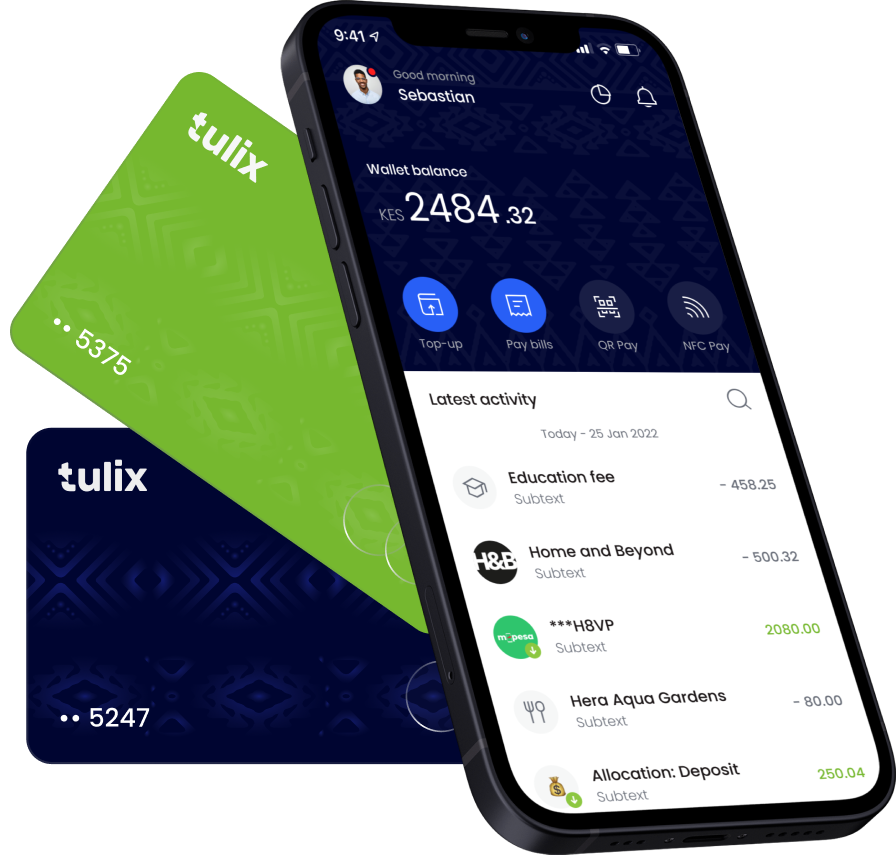 tulix
•• 5375
tulix
•• 5247
9:41
Good morning
Sebastian
Wallet balance
KES 2484.32
Top-up
Pay bills
QR Pay
NFC Pay
Latest activity
Today - 25 Jan 2022
Education fee
- 458.25
Subtext
H&B
Home and Beyond
- 500.32
Subtext
m-pesa
***H8VP
2080.00
Subtext
Hera Aqua Gardens
- 80.00
Subtext
$
Allocation: Deposit
250.04
Subtext